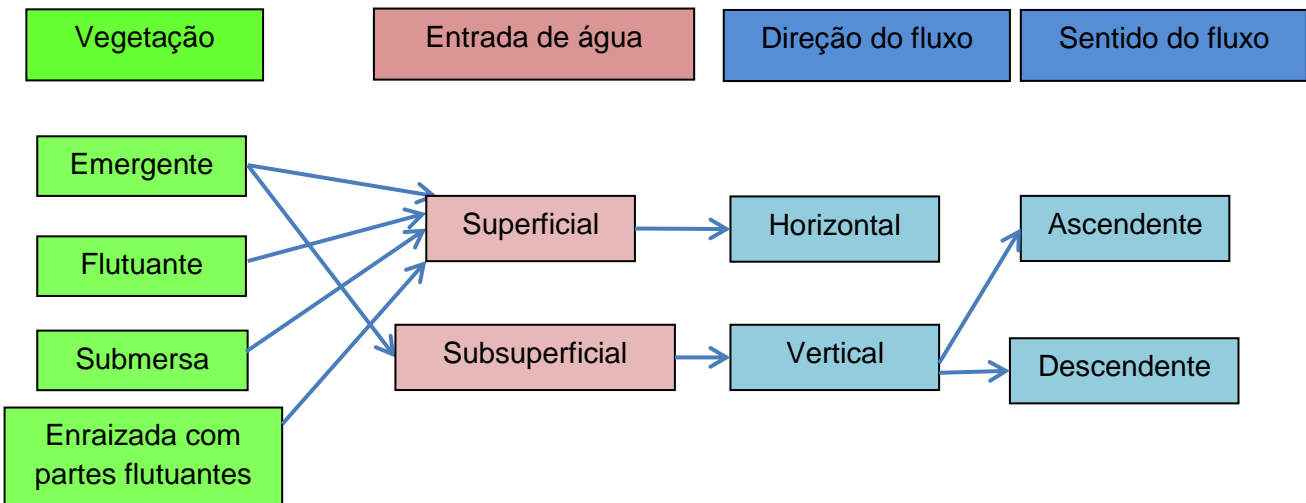 Vegetação
Entrada de água
Direção do fluxo
Sentido do fluxo
Emergente
Superficial
Horizontal
Ascendente
Flutuante
Submersa
Subsuperficial
Vertical
Descendente
Enraizada com
partes flutuantes